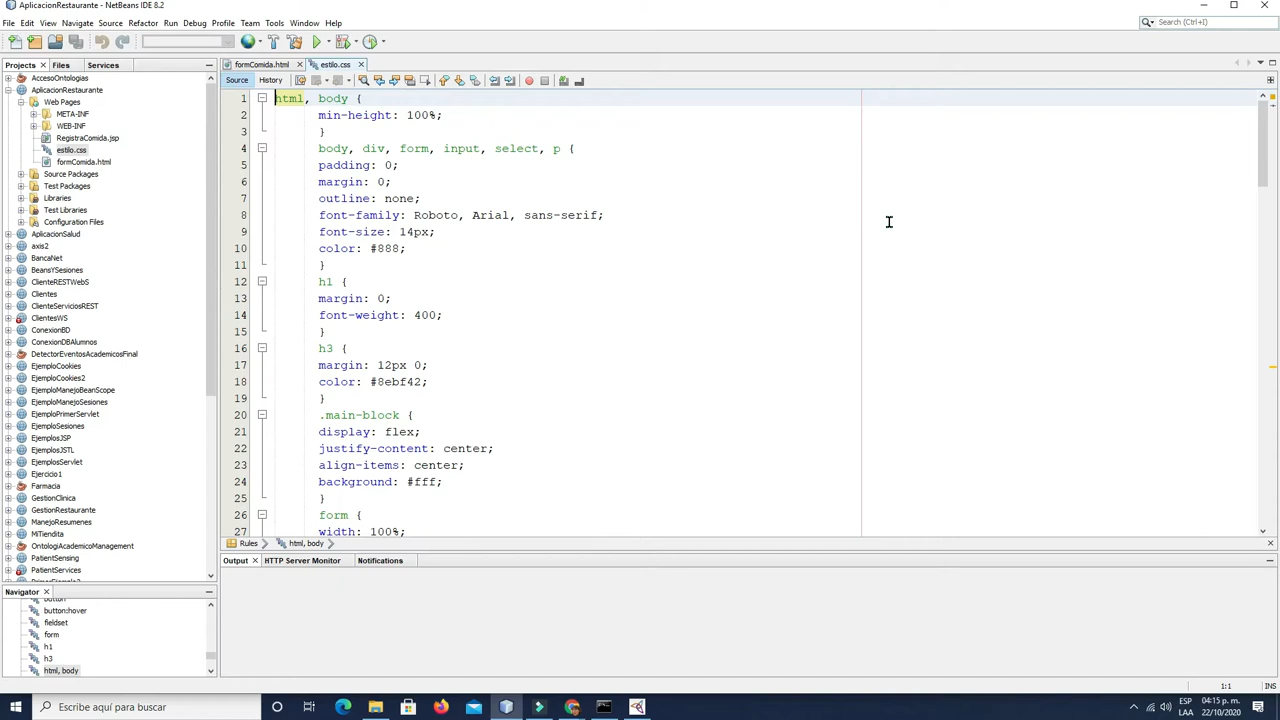 AplicacionRestaurante - NetBeans IDE 8.2
File Edit View Navigate Source Refactor Run Debug Profile Team Tools Window Help
Search (Ctrl+I)
Projects Files Services
formComida.html estilo.css
Source History
AccesoOntologias
AplicacionRestaurante
Web Pages
META-INF
WEB-INF
RegistraComida.jsp
estilo.css
formComida.html
Source Packages
Test Packages
Libraries
Test Libraries
Configuration Files
AplicacionSalud
axis2
BancaNet
BeansYSesiones
ClienteRESTWebS
Clientes
ClienteServiciosREST
ClientesWS
ConexionBD
ConexionDBAlumnos
DetectorEventosAcademicosFinal
EjemploCookies
EjemploCookies2
EjemploManejoBeanScope
EjemploManejoSesiones
EjemploPrimerServlet
EjemploSesiones
EjemplosJSP
EjemplosJSTL
EjemplosServlet
Ejercicio1
Farmacia
GestionClinica
GestionRestaurante
ManejoResumenes
MiTiendita
OntologiAcademicoManagement
PatientSensing
PatientServices
1 html, body {
2 min-height: 100%;
3 }
4 body, div, form, input, select, p {
5 padding: 0;
6 margin: 0;
7 outline: none;
8 font-family: Roboto, Arial, sans-serif;
9 font-size: 14px;
10 color: #888;
11 }
12 h1 {
13 margin: 0;
14 font-weight: 400;
15 }
16 h3 {
17 margin: 12px 0;
18 color: #8ebf42;
19 }
20 .main-block {
21 display: flex;
22 justify-content: center;
23 align-items: center;
24 background: #fff;
25 }
26 form {
27 width: 100%;
Rules html, body
Output HTTP Server Monitor Notifications
Navigator
button
button:hover
fieldset
form
h1
h3
html, body
1:1 INS
Escribe aquí para buscar
ESP 04:15 p.m.
LAA 22/10/2020